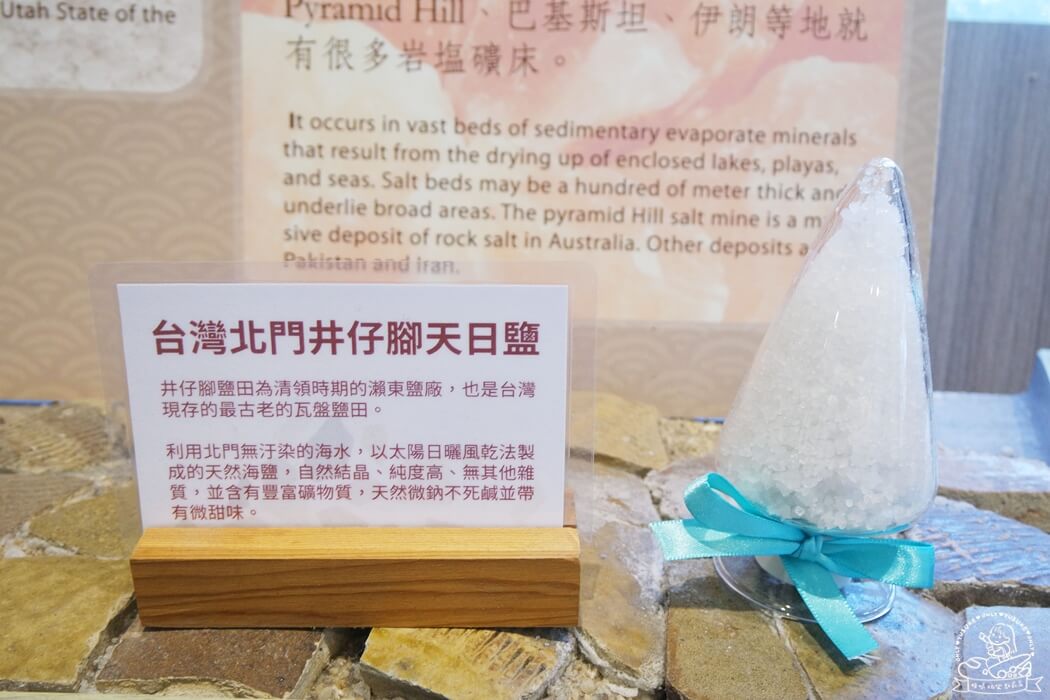 Utah State of the
Pyramid Hill、巴基斯坦、伊朗等地就
有很多岩塩礦床。
It occurs in vast beds of sedimentary evaporate minerals
that result from the drying up of enclosed lakes, playas,
and seas. Salt beds may be a hundred of meter thick and
underlie broad areas. The pyramid Hill salt mine is a m
sive deposit of rock salt in Australia. Other deposits a
Pakistan and Iran.
台灣北門井仔腳天日鹽
井仔腳鹽田為清領時期的瀨東鹽廠，也是台灣
現存的最古老的瓦盤鹽田。
利用北門無汙染的海水，以太陽日曬風乾法製
成的天然海鹽，自然結晶、純度高、無其他雜
質，並含有豐富礦物質，天然微鈉不死鹹並帶
有微甜味。